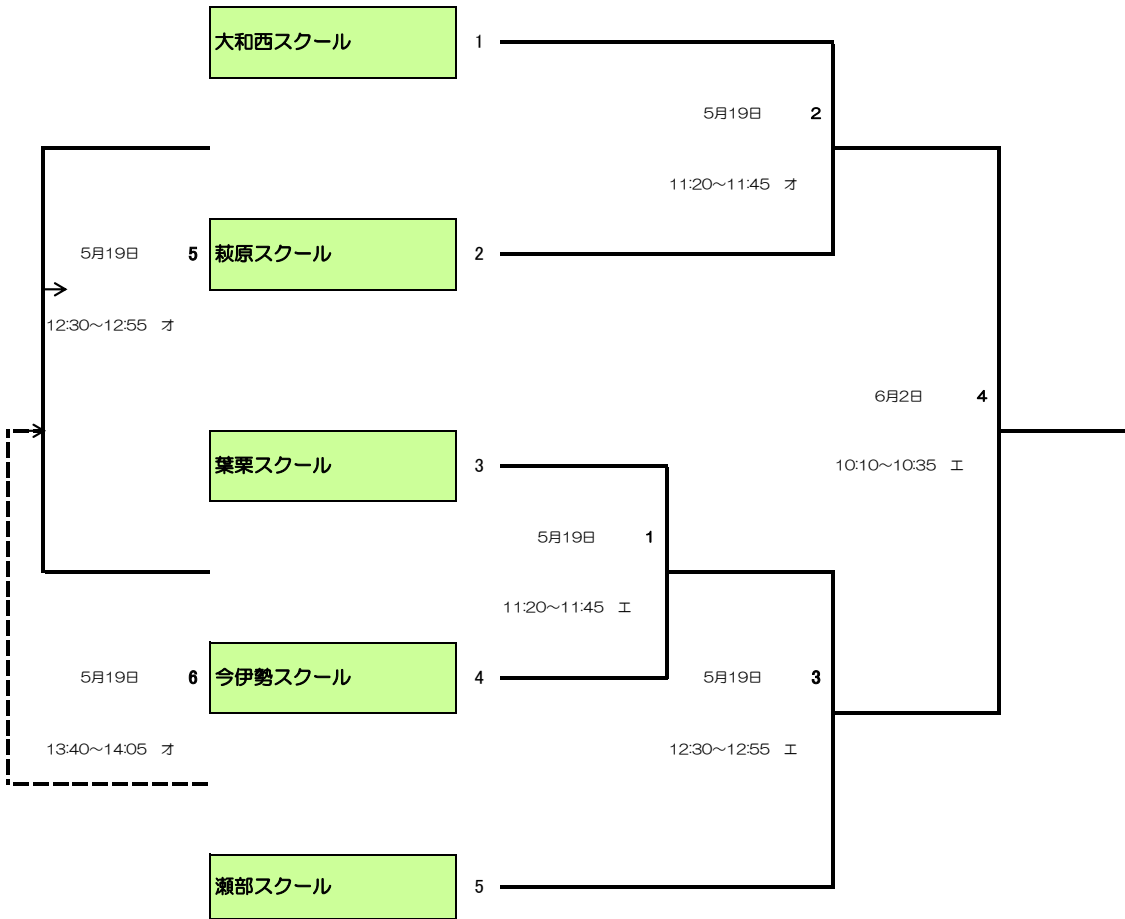 大和西スクール 1
5月19日 2
11:20～11:45 オ
5月19日 5 萩原スクール 2
12:30～12:55 オ
6月2日 4
葉栗スクール 3
10:10～10:35 エ
5月19日 1
11:20～11:45 エ
5月19日 6 今伊勢スクール 4 5月19日 3
13:40～14:05 オ 12:30～12:55 エ
瀬部スクール 5